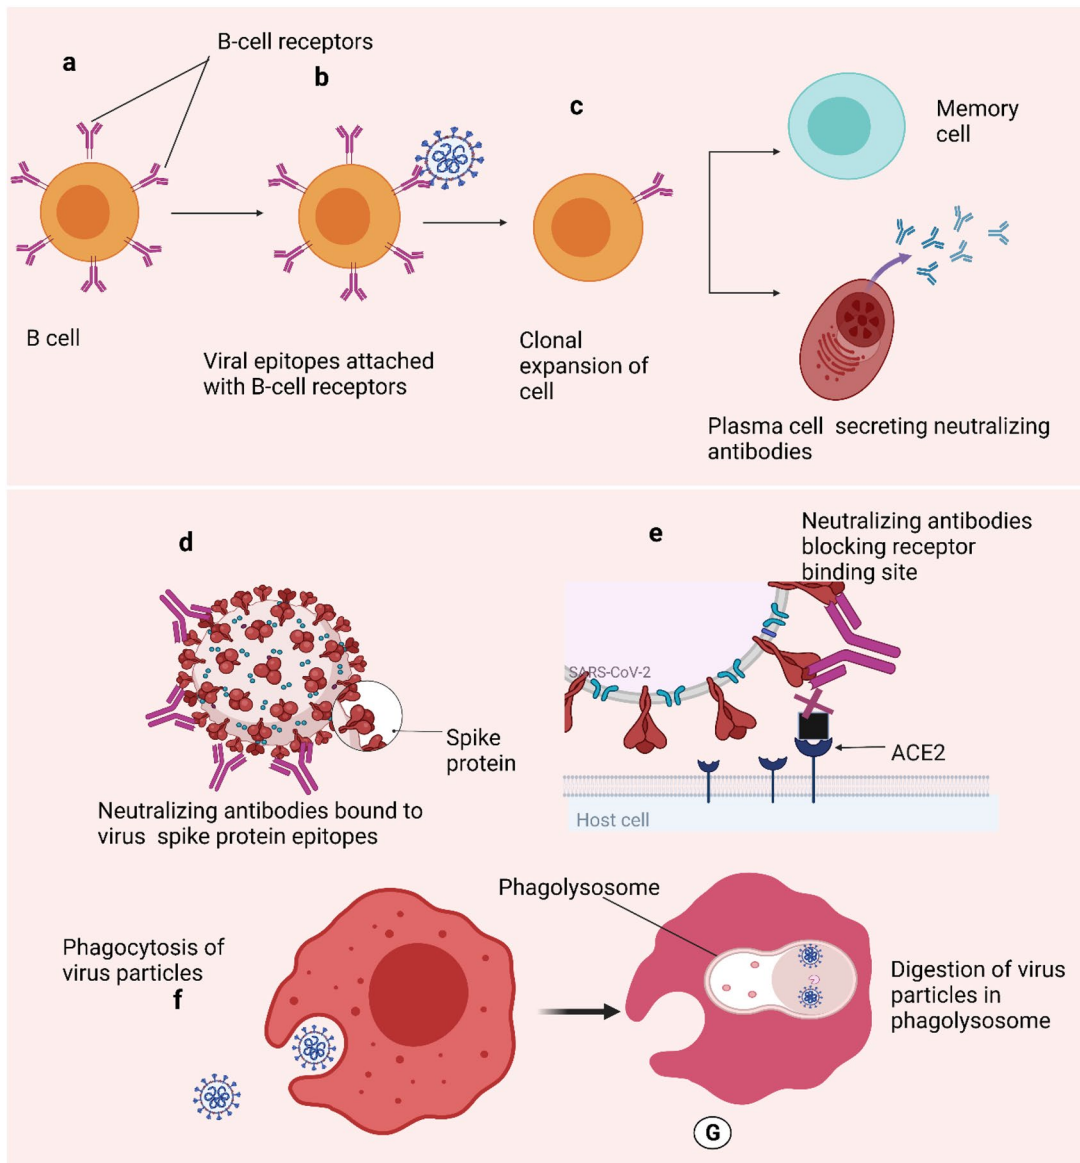 a
B-cell receptors
b
c
Memory
cell
B cell
Viral epitopes attached
with B-cell receptors
Clonal
expansion of
cell
Plasma cell secreting neutralizing
antibodies
d
Spike
protein
Neutralizing antibodies bound to
virus spike protein epitopes
e
Neutralizing antibodies
blocking receptor
binding site
SARS-CoV-2
ACE2
Host cell
Phagocytosis of
virus particles
f
Phagolysosome
Digestion of virus
particles in
phagolysosome
G